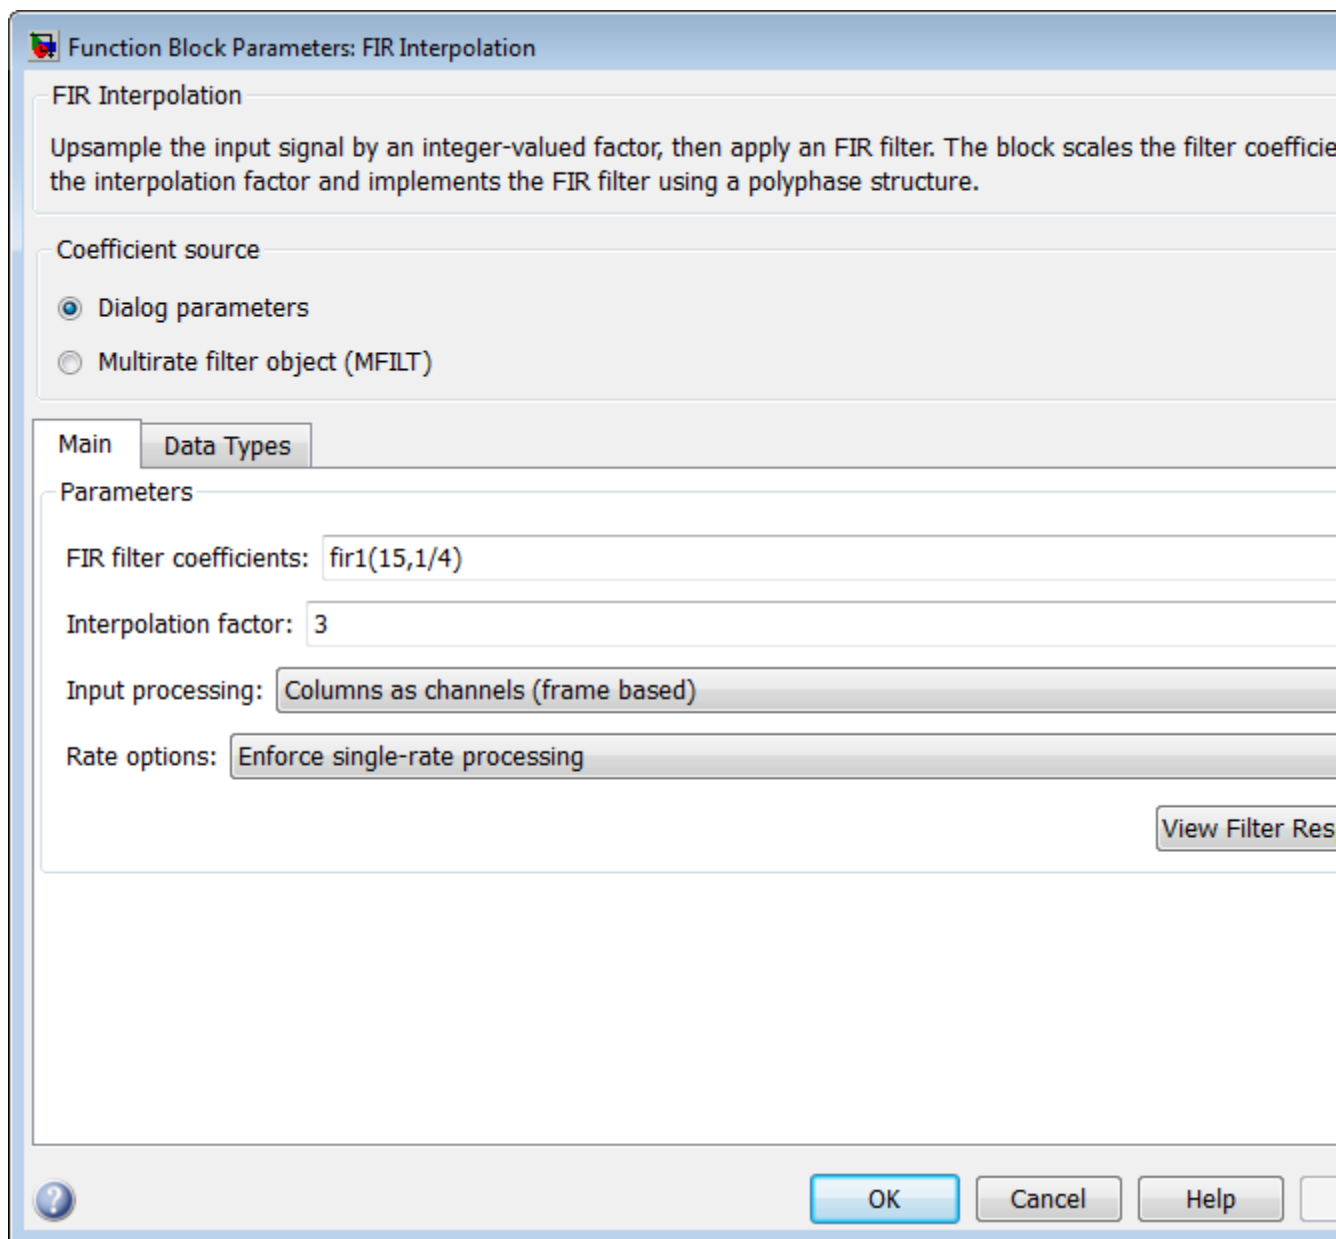 Function Block Parameters: FIR Interpolation
FIR Interpolation
Upsample the input signal by an integer-valued factor, then apply an FIR filter. The block scales the filter
the interpolation factor and implements the FIR filter using a polyphase structure.
Coefficient source
Dialog parameters
Multirate filter object (MFILT)
Main Data Types
Parameters
FIR filter coefficients: fir1(15,1/4)
Interpolation factor: 3
Input processing: Columns as channels (frame based)
Rate options: Enforce single-rate processing
View Filter
OK Cancel Help